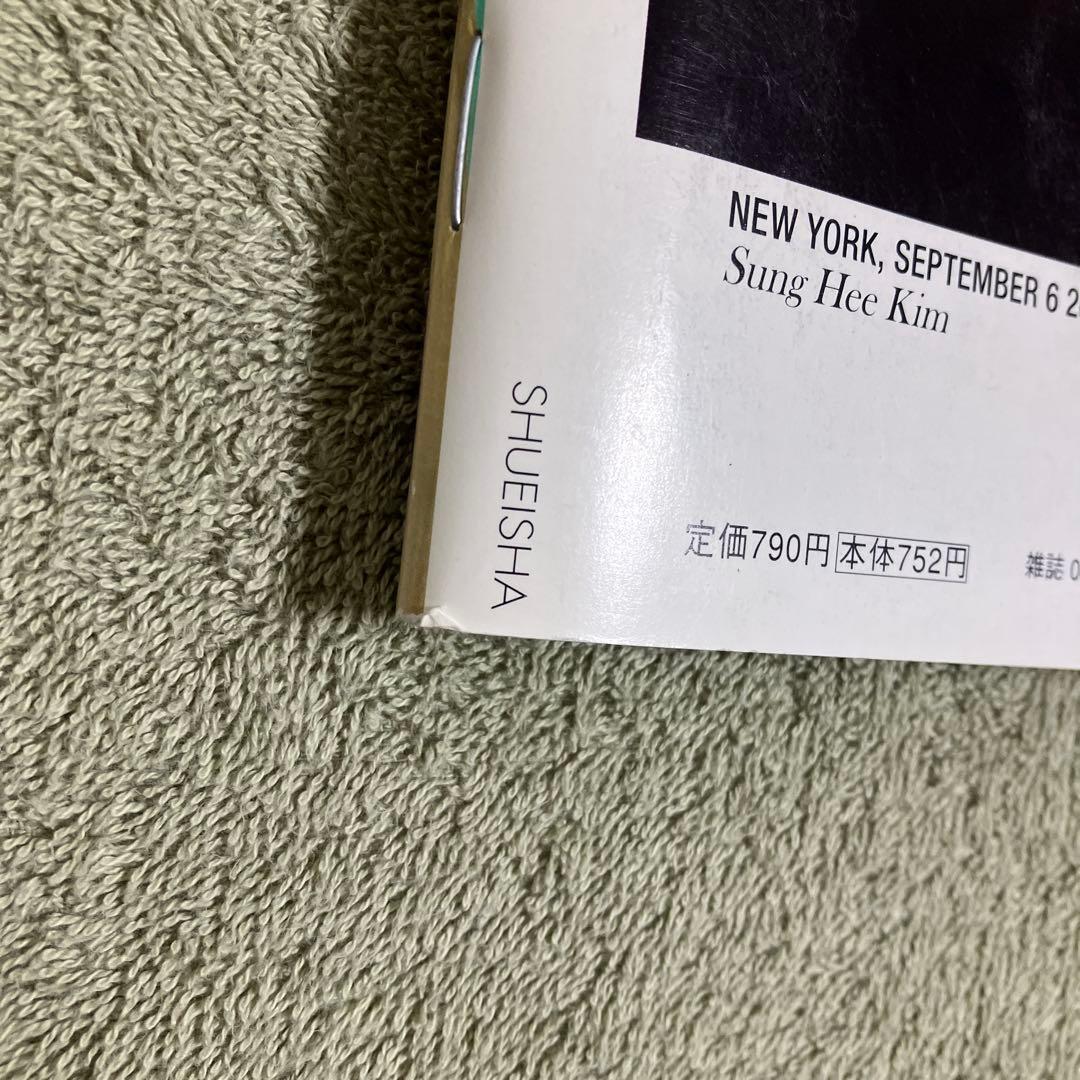 NEW YORK, SEPTEMBER 6
Sung Hee Kim
SHUEISHA
定価790円 本体752円
雑誌